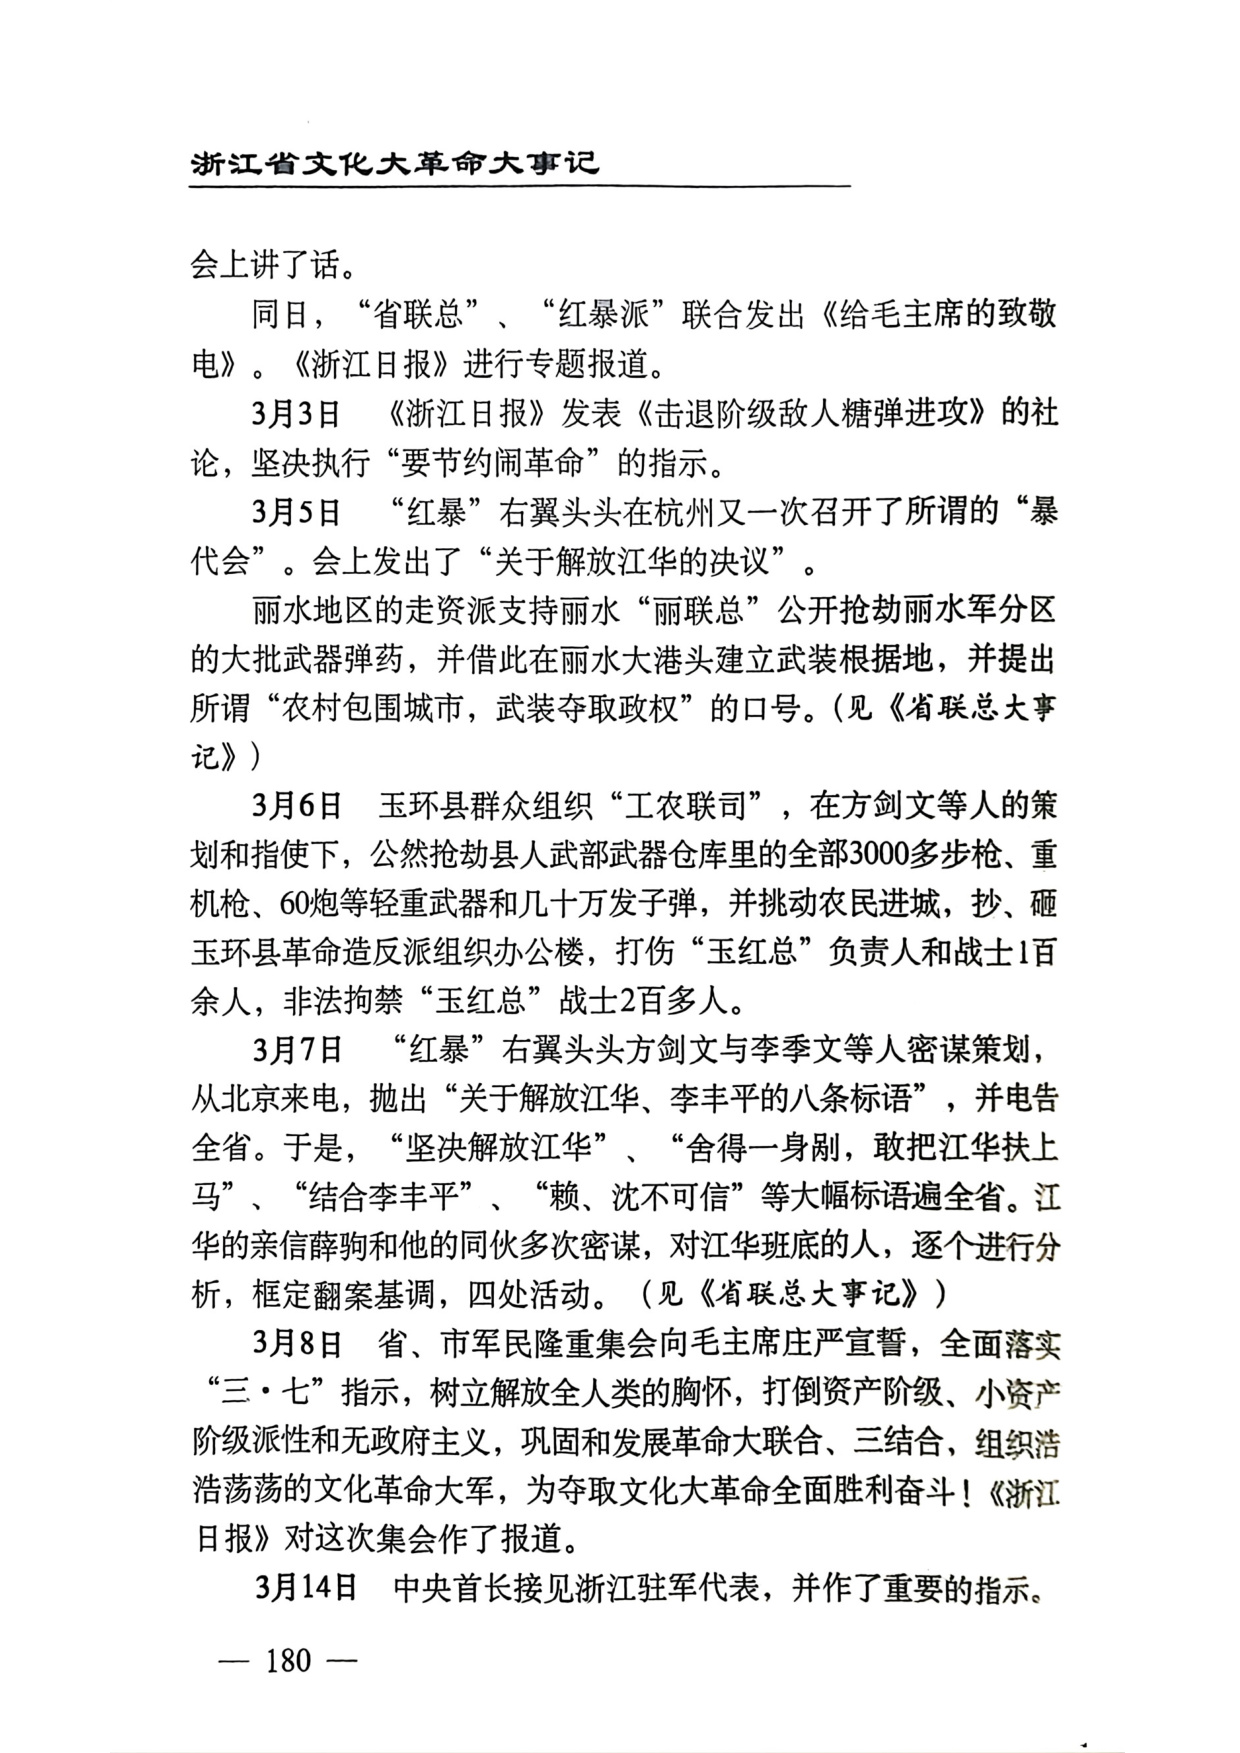 浙江省文化大革命大事记
会上讲了话。
同日，“省联总”、“红暴派”联合发出《给毛主席的致敬
电》。《浙江日报》进行专题报道。
3月3日　《浙江日报》发表《击退阶级敌人糖弹进攻》的社
论，坚决执行“要节约闹革命”的指示。
3月5日　“红暴”右翼头头在杭州又一次召开了所谓的“暴
代会”。会上发出了“关于解放江华的决议”。
丽水地区的走资派支持丽水“丽联总”公开抢劫丽水军分区
的大批武器弹药，并借此在丽水大港头建立武装根据地，并提出
所谓“农村包围城市，武装夺取政权”的口号。（见《省联总大事
记》）
3月6日　玉环县群众组织“工农联司”，在方剑文等人的策
划和指使下，公然抢劫县人武部武器仓库里的全部3000多步枪、重
机枪、60炮等轻重武器和几十万发子弹，并挑动农民进城，抄、砸
玉环县革命造反派组织办公楼，打伤“玉红总”负责人和战士1百
余人，非法拘禁“玉红总”战士2百多人。
3月7日　“红暴”右翼头头方剑文与李季文等人密谋策划，
从北京来电，抛出“关于解放江华、李丰平的八条标语”，并电告
全省。于是，“坚决解放江华”、“舍得一身剐，敢把江华扶上
马”、“结合李丰平”、“赖、沈不可信”等大幅标语遍全省。江
华的亲信薛驹和他的同伙多次密谋，对江华班底的人，逐个进行分
析，框定翻案基调，四处活动。（见《省联总大事记》）
3月8日　省、市军民隆重集会向毛主席庄严宣誓，全面落实
“三·七”指示，树立解放全人类的胸怀，打倒资产阶级、小资产
阶级派性和无政府主义，巩固和发展革命大联合、三结合，组织浩
浩荡荡的文化革命大军，为夺取文化大革命全面胜利奋斗！《浙江
日报》对这次集会作了报道。
3月14日　中央首长接见浙江驻军代表，并作了重要的指示。
— 180 —